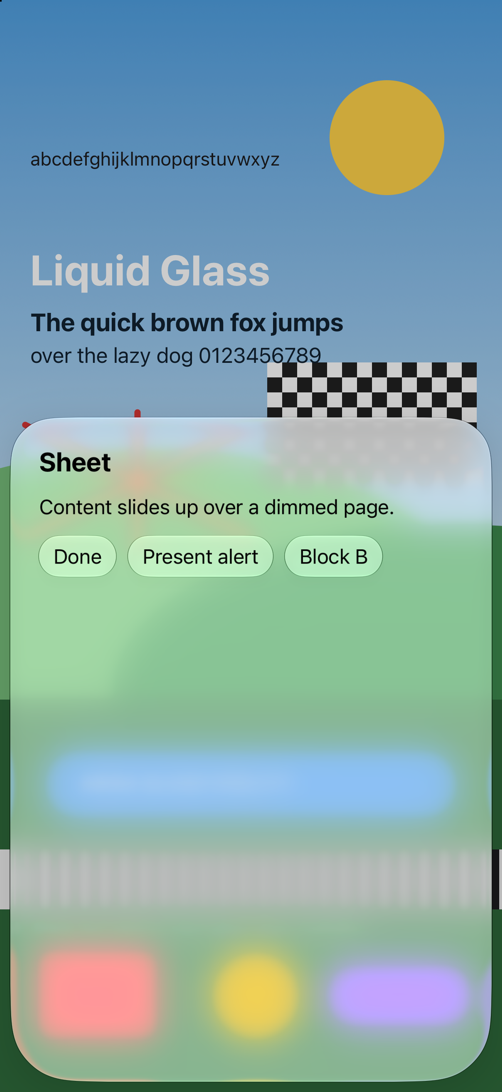 abcdefghijklmnopqrstuvwxyz
Liquid Glass
The quick brown fox jumps
over the lazy dog 0123456789
Sheet
Content slides up over a dimmed page.
Done Present alert Block B